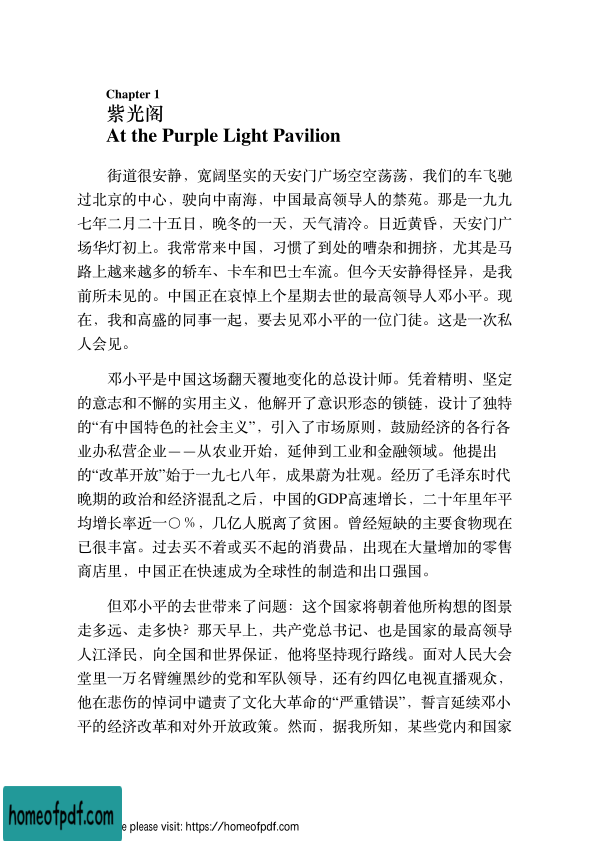 Chapter 1
紫光阁
At the Purple Light Pavilion
街道很安静，宽阔坚实的天安门广场空空荡荡，我们的车飞驰
过北京的中心，驶向中南海，中国最高领导人的禁苑。那是一九九
七年二月二十五日，晚冬的一天，天气清冷。日近黄昏，天安门广
场华灯初上。我常常来中国，习惯了到处的嘈杂和拥挤，尤其是马
路上越来越多的轿车、卡车和巴士车流。但今天安静得怪异，是我
前所未见的。中国正在哀悼上个星期去世的最高领导人邓小平。现
在，我和高盛的同事一起，要去见邓小平的一位门徒。这是一次私
人会见。
邓小平是中国这场翻天覆地变化的总设计师。凭着精明、坚定
的意志和不懈的实用主义，他解开了意识形态的锁链，设计了独特
的“有中国特色的社会主义”，引入了市场原则，鼓励经济的各行各
业办私营企业——从农业开始，延伸到工业和金融领域。他提出
的“改革开放”始于一九七八年，成果蔚为壮观。经历了毛泽东时代
晚期的政治和经济混乱之后，中国的GDP高速增长，二十年里年平
均增长率近一〇％，几亿人脱离了贫困。曾经短缺的主要食物现在
已很丰富。过去买不着或买不起的消费品，出现在大量增加的零售
商店里，中国正在快速成为全球性的制造和出口强国。
但邓小平的去世带来了问题：这个国家将朝着他所构想的图景
走多远、走多快？那天早上，共产党总书记、也是国家的最高领导
人江泽民，向全国和世界保证，他将坚持现行路线。面对人民大会
堂里一万名臂缠黑纱的党和军队领导，还有约四亿电视直播观众，
他在悲伤的悼词中谴责了文化大革命的“严重错误”，誓言延续邓小
平的经济改革和对外开放政策。然而，据我所知，某些党内和国家
homeofpdf.com
e please visit: https://homeofpdf.com